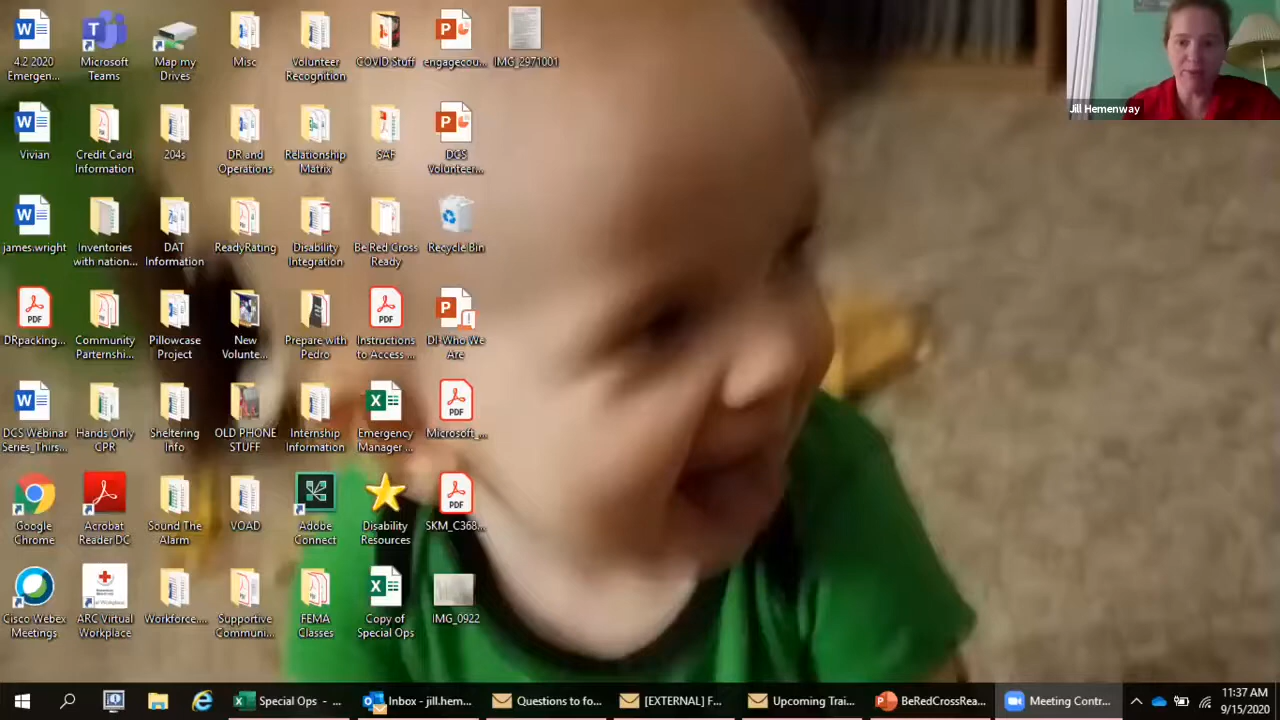 4.2 2020
Emergen...
Microsoft
Teams
Map my
Drives
Misc
Volunteer
Recognition
COVID Stuff
engagecou...
IMG_2971001
Jill Hemenway
Vivian
Credit Card
Information
204s
DR and
Operations
Relationship
Matrix
SAF
DCS
Volunteer...
james.wright
Inventories
with nation...
DAT
Information
ReadyRating
Disability
Integration
Be Red Cross
Ready
Recycle Bin
PDF
DRpacking...
Community
Parternshi...
Pillowcase
Project
New
Volunte...
Prepare with
Pedro
PDF
Instructions
to Access ...
DI-Who We
Are
DCS Webinar
Series_Thirs...
Hands Only
CPR
Sheltering
Info
OLD PHONE
STUFF
Internship
Information
Emergency
Manager ...
PDF
Microsoft_...
Google
Chrome
Acrobat
Reader DC
Sound The
Alarm
VOAD
Adobe
Connect
Disability
Resources
PDF
SKM_C368...
Cisco Webex
Meetings
ARC Virtual
Workplace
Workforce....
Supportive
Communi...
FEMA
Classes
Copy of
Special Ops
IMG_0922
Special Ops - ...
Inbox - jill.hem...
Questions to fo...
[EXTERNAL] F...
Upcoming Trai...
BeRedCrossRea...
Meeting Contr...
11:37 AM
9/15/2020